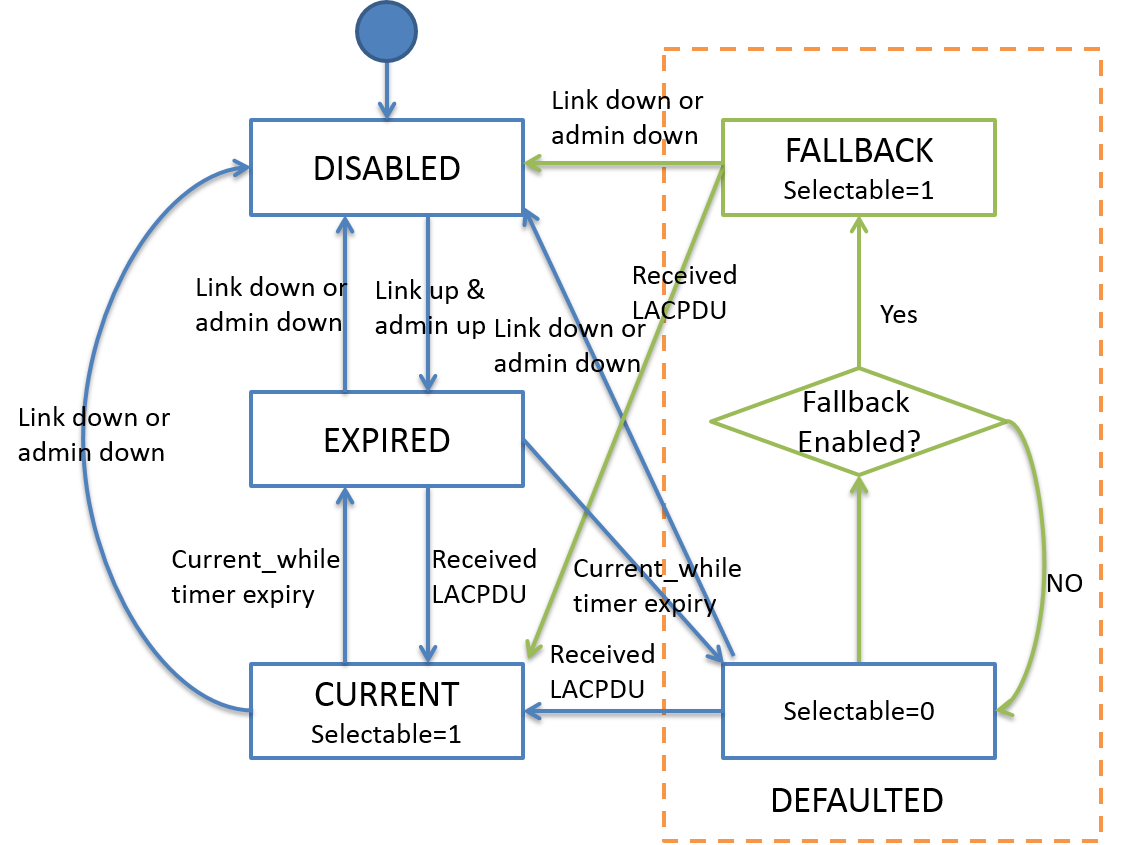 Link down or
admin down
DISABLED
FALLBACK
Selectable=1
Link down or
admin down
Link up &
admin up
Link down or
admin down
Received
LACPDU
Yes
Link down or
admin down
EXPIRED
Fallback
Enabled?
Current_while
timer expiry
Received
LACPDU
Current_while
timer expiry
NO
CURRENT
Selectable=1
Received
LACPDU
Selectable=0
DEFAULTED